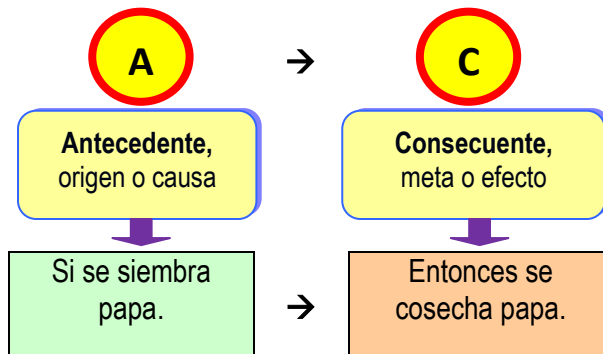 A → C
Antecedente,
origen o causa
Consecuente,
meta o efecto
Si se siembra
papa.
→
Entonces se
cosecha papa.